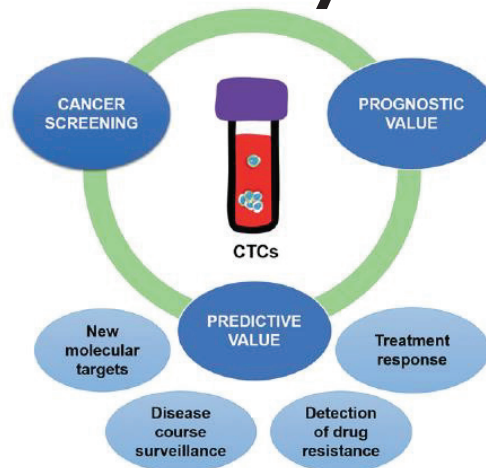 CANCER
SCREENING
PROGNOSTIC
VALUE
CTCs
PREDICTIVE
VALUE
New
molecular
targets
Treatment
response
Disease
course
surveillance
Detection
of drug
resistance